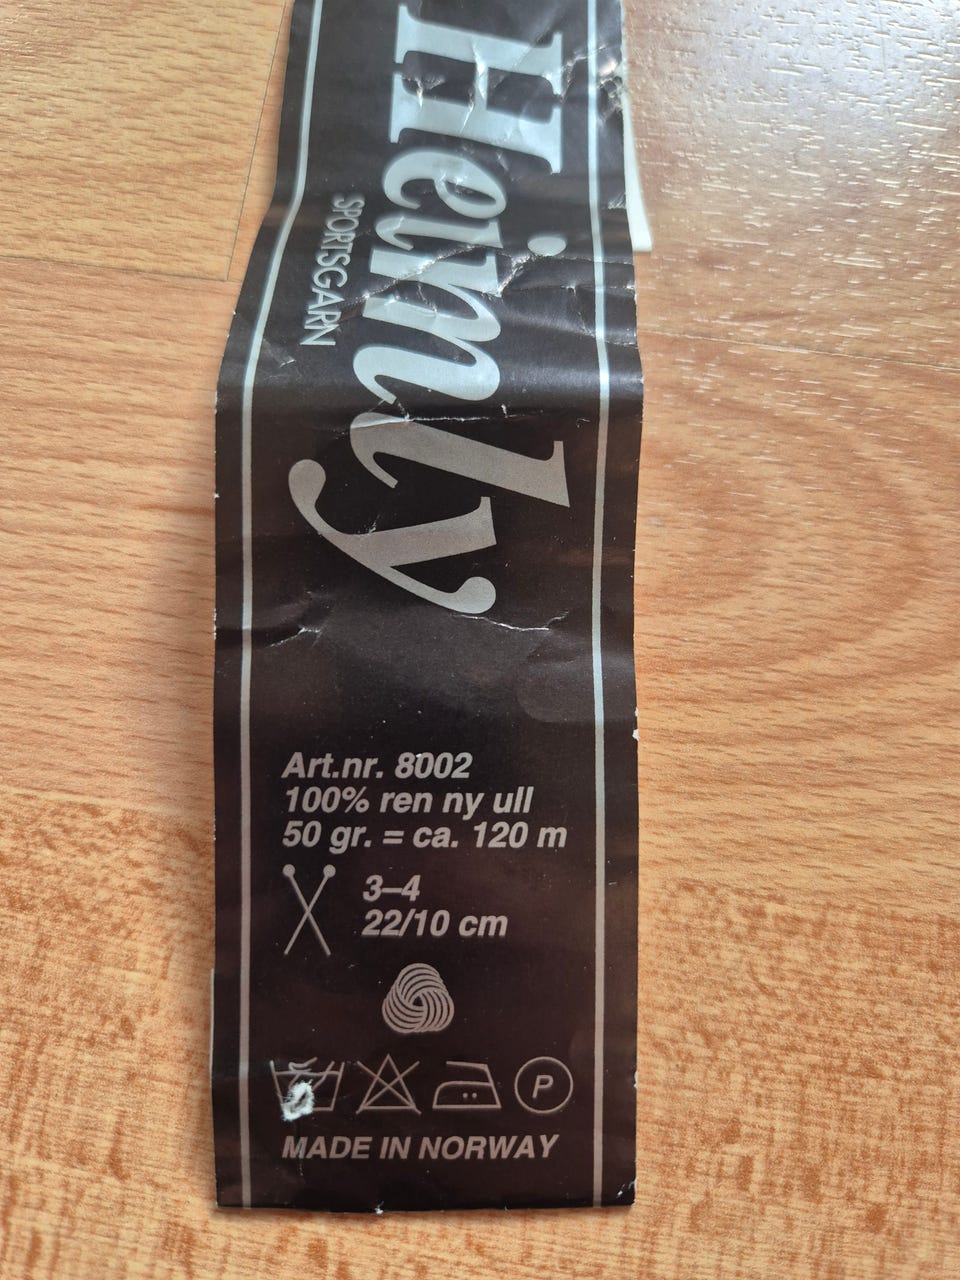 Heimly
SPORTSGARN
Art.nr. 8002
100% ren ny ull
50 gr. = ca. 120 m
3–4
22/10 cm
P
MADE IN NORWAY